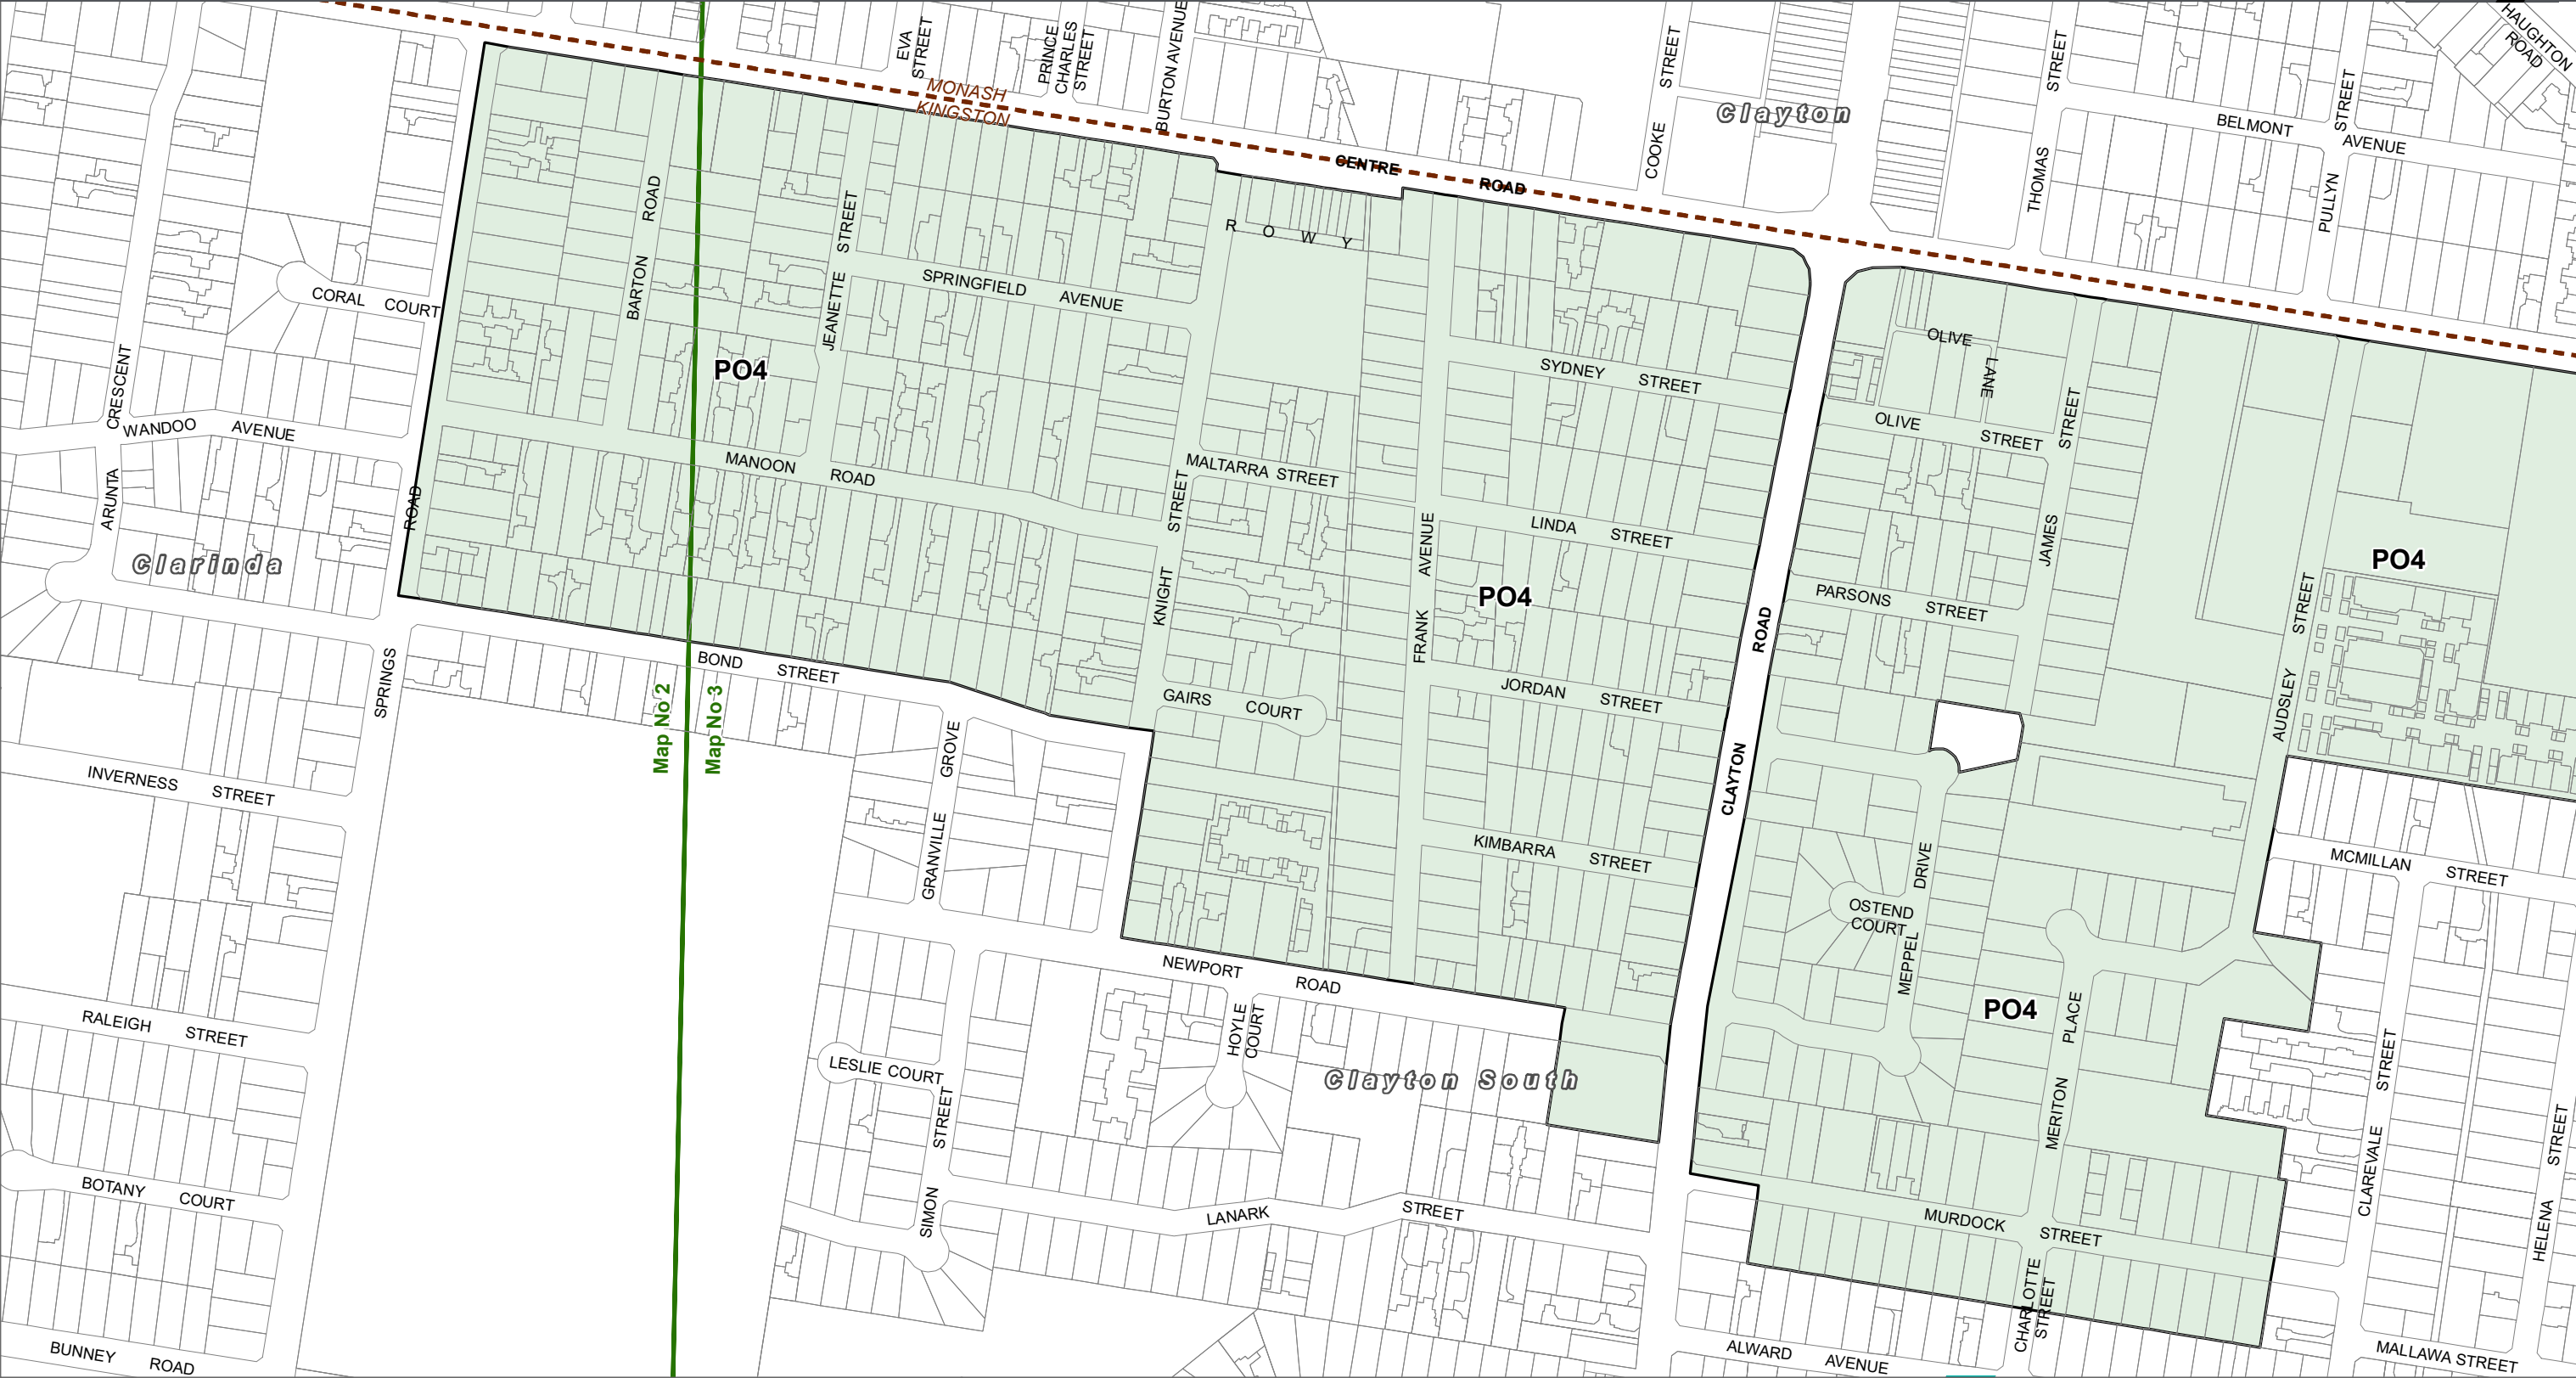 EVA
STREET
PRINCE
CHARLES
STREET
BURTON AVENUE
COOKE STREET
Clayton
THOMAS STREET
PULLYN STREET
BELMONT AVENUE
HAUGHTON
ROAD
MONASH
KINGSTON
CENTRE ROAD
R O W Y
BARTON ROAD
JEANETTE STREET
SPRINGFIELD AVENUE
CORAL COURT
ARUNTA CRESCENT
WANDOO AVENUE
PO4
SYDNEY STREET
OLIVE
LANE
OLIVE STREET
JAMES STREET
MANOON ROAD
MALTARRA STREET
KNIGHT STREET
LINDA STREET
FRANK AVENUE
PO4
PARSONS STREET
PO4
AUDSLEY STREET
Clarinda
SPRINGS ROAD
BOND STREET
Map No 2
Map No 3
GAIRS COURT
JORDAN STREET
CLAYTON ROAD
GRANVILLE GROVE
INVERNESS STREET
KIMBARRA STREET
MEPPEL DRIVE
OSTEND
COURT
MCMILLAN STREET
NEWPORT ROAD
HOYLE
COURT
PO4
MERITON PLACE
RALEIGH STREET
LESLIE COURT
SIMON STREET
Clayton South
CLAREVALE STREET
HELENA STREET
BOTANY COURT
LANARK STREET
MURDOCK STREET
CHARLOTTE
STREET
BUNNEY ROAD
ALWARD AVENUE
MALLAWA STREET